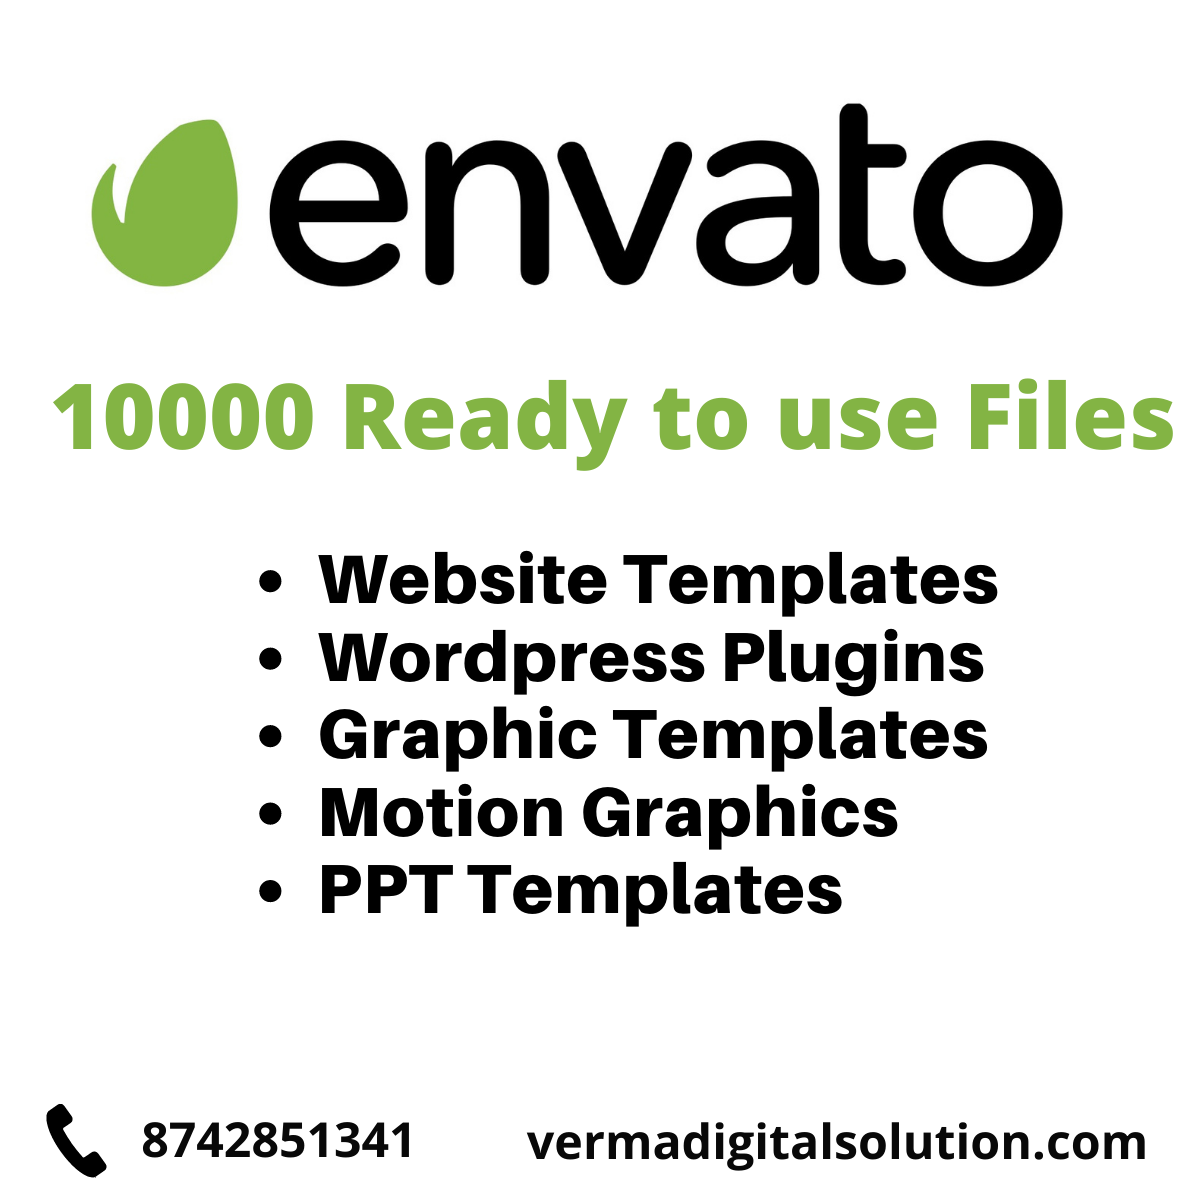 envato
10000 Ready to use Files
• Website Templates
• Wordpress Plugins
• Graphic Templates
• Motion Graphics
• PPT Templates
8742851341
vermadigitalsolution.com